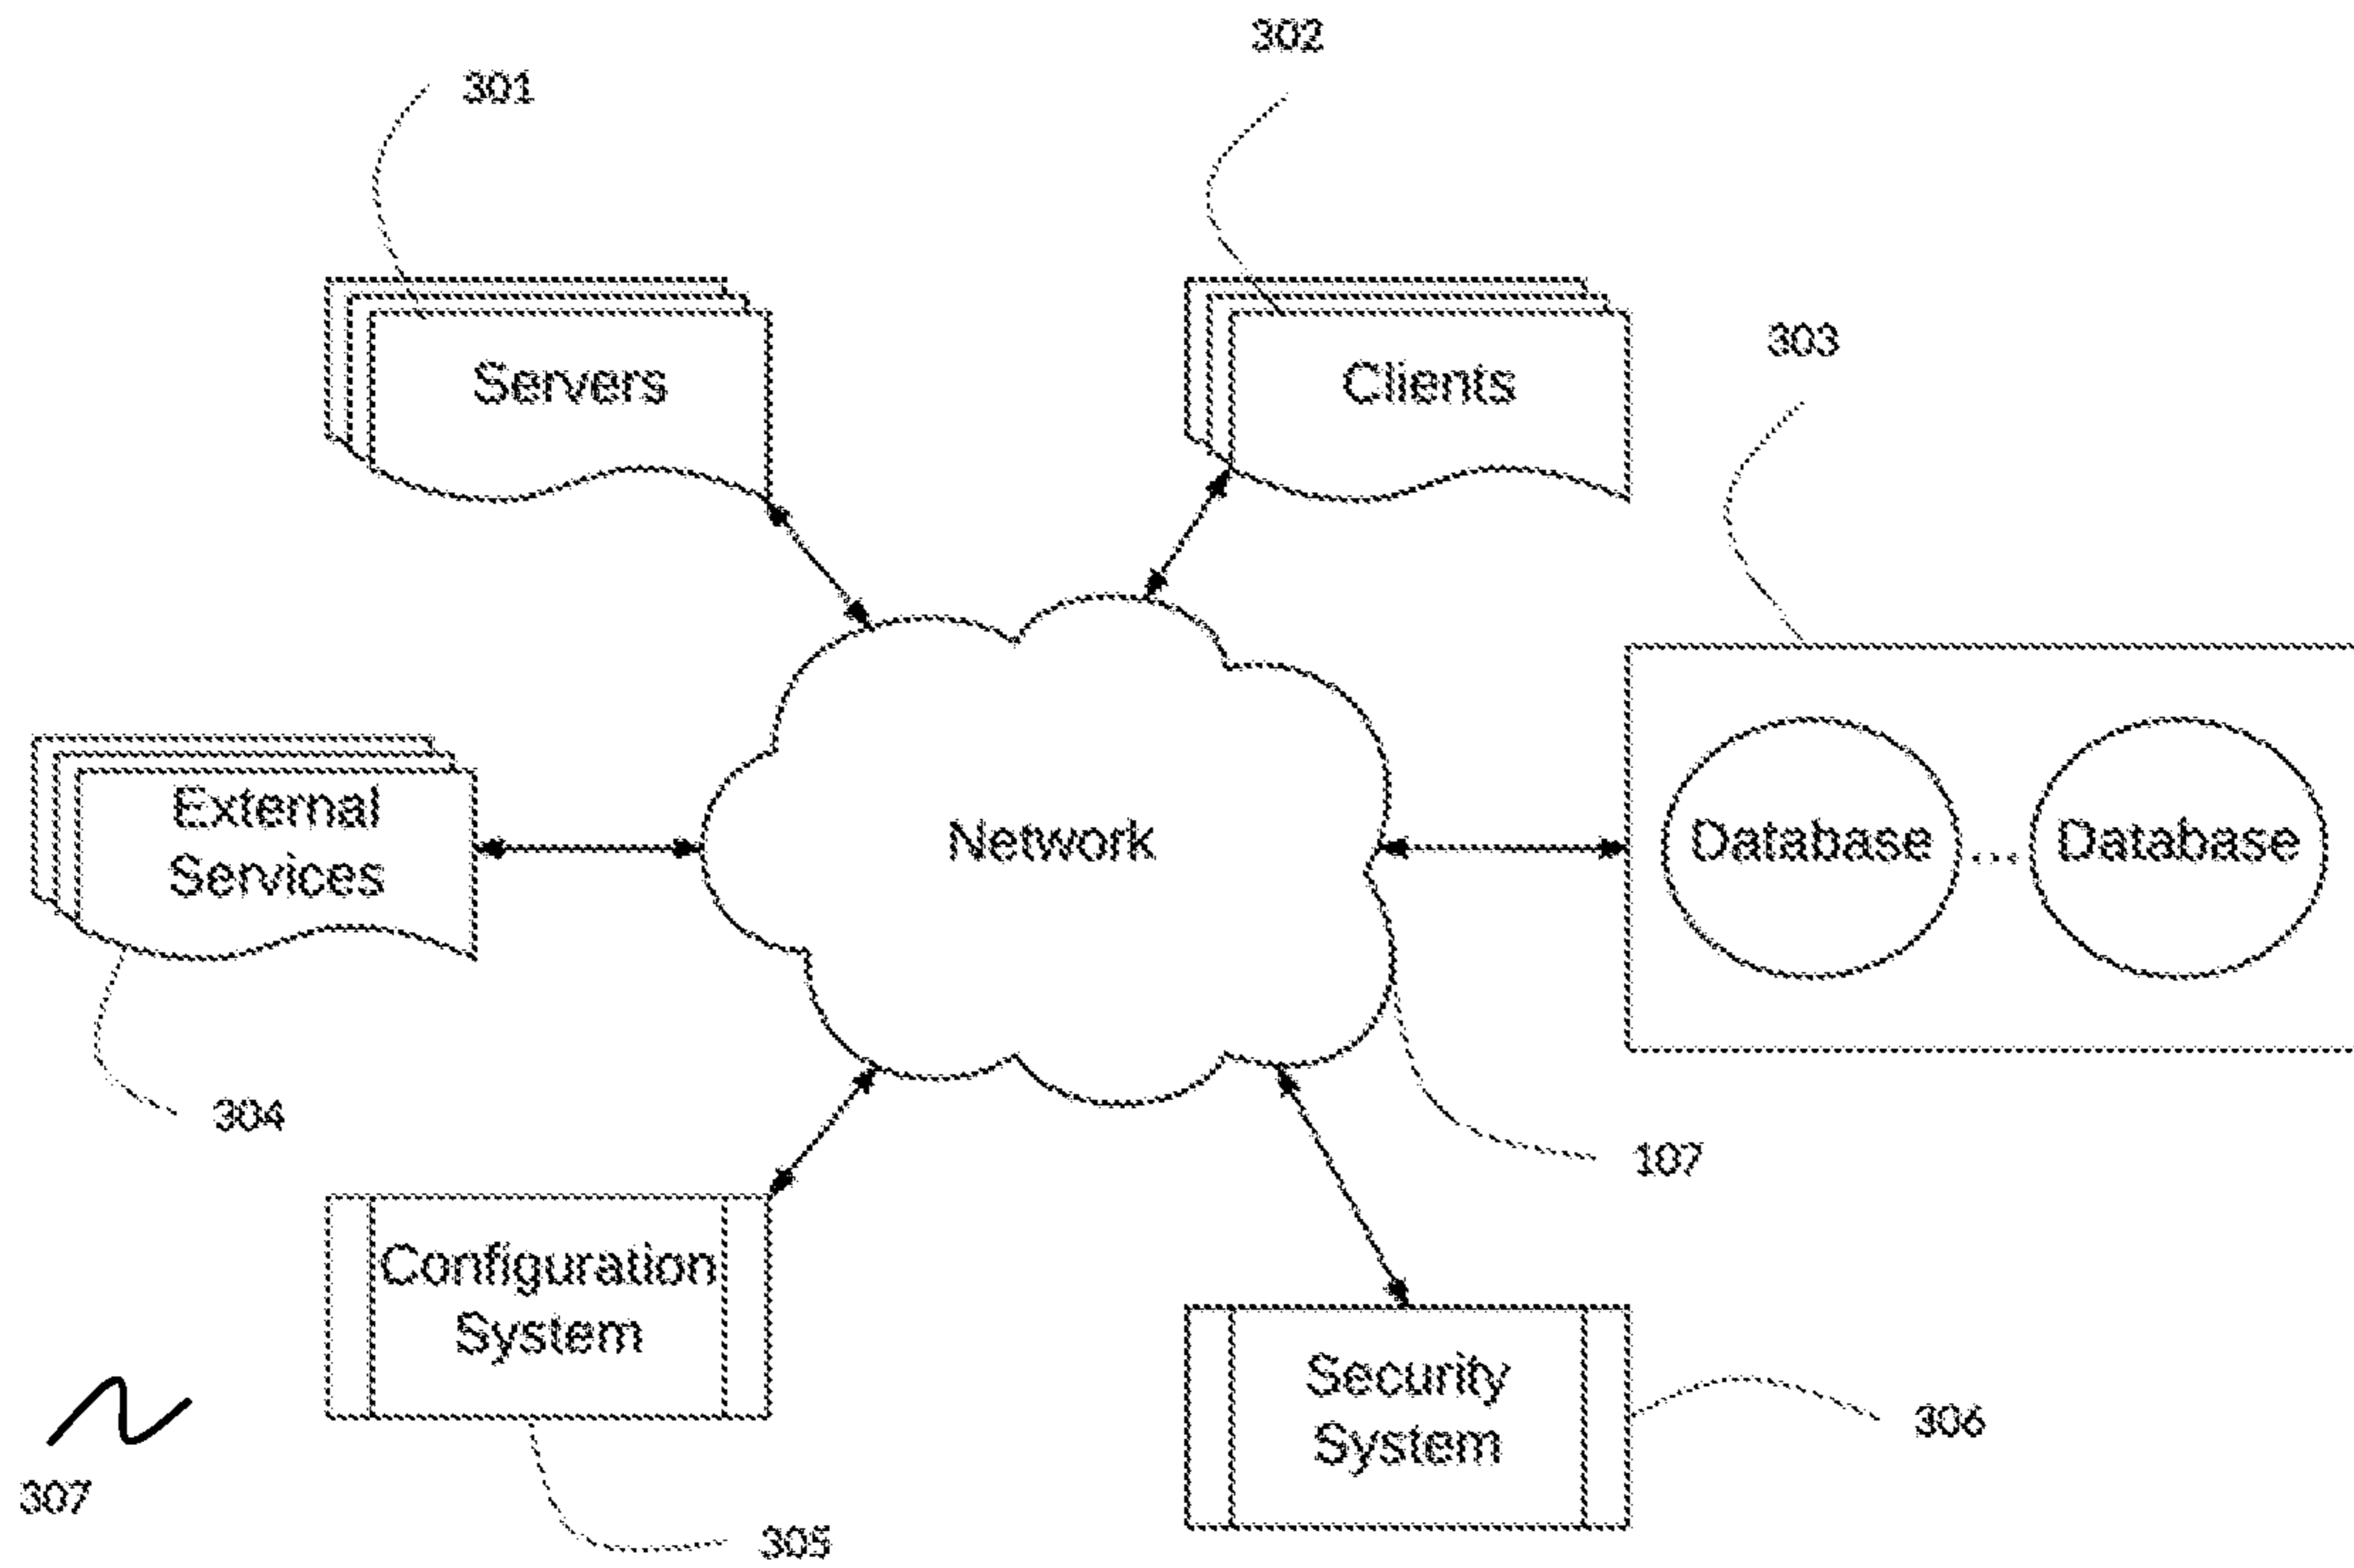 302
301
Servers
Clients
303
External
Services
Network
Database ... Database
304
107
Configuration
System
Security
System
306
307
305